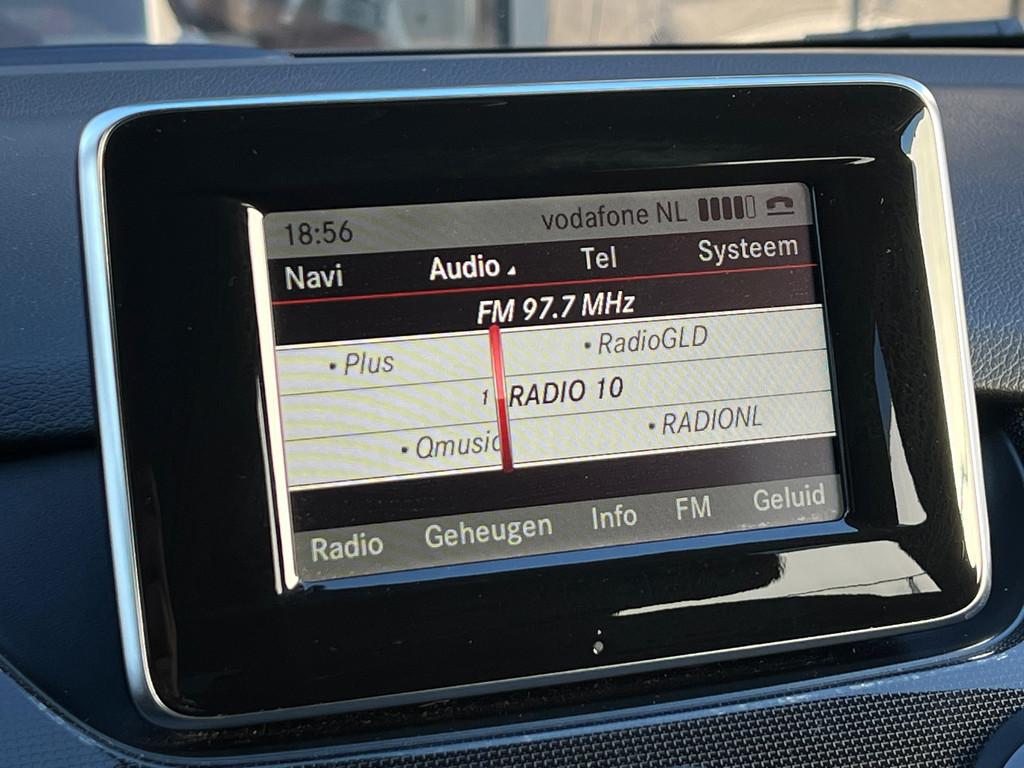 18:56 vodafone NL
Navi Audio Tel Systeem
FM 97.7 MHz
• Plus • RadioGLD
1 RADIO 10
• Qmusic • RADIONL
Radio Geheugen Info FM Geluid